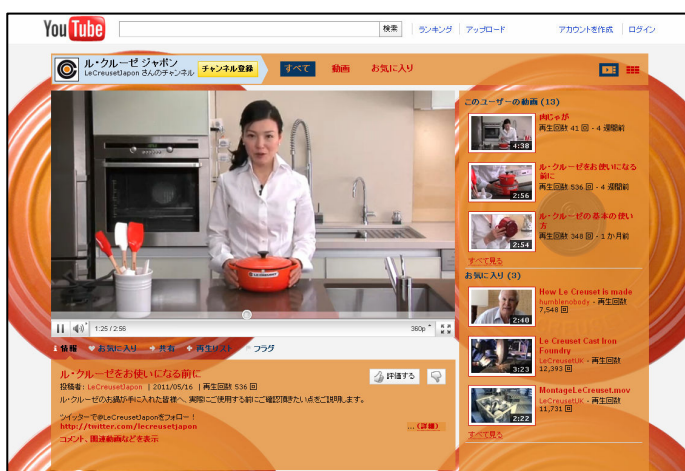 You Tube
検索
ランキング
アップロード
アカウントを作成
ログイン
ル・クルーゼ ジャポン
LeCreusetJapon さんのチャンネル
チャンネル登録
すべて
動画
お気に入り
このユーザーの動画 (13)
肉じゃが
再生回数 41 回 - 4 週間前
4:38
ル・クルーゼをお使いになる
前に
再生回数 536 回 - 4 週間前
2:56
ル・クルーゼの基本の使い
方
再生回数 348 回 - 1 か月前
2:54
すべて見る
お気に入り (3)
How Le Creuset is made
humblenobody - 再生回数
7,548 回
2:40
Le Creuset Cast Iron
Foundry
LeCreusetUK - 再生回数
12,393 回
3:23
MontageLeCreuset.mov
LeCreusetUK - 再生回数
11,731 回
2:22
すべて見る
1:25 / 2:56
360p
情報
お気に入り
共有
再生リスト
フラグ
ル・クルーゼをお使いになる前に
投稿者: LeCreusetJapon | 2011/05/16 | 再生回数 536 回
評価する
ル・クルーゼのお鍋が手に入れた皆様へ、実際にご使用する前にご確認頂きたい点をご説明します。
ツイッターで@LeCreusetJaponをフォロー！
http://twitter.com/lecreusetjapon
... (詳細)
コメント、関連動画などを表示